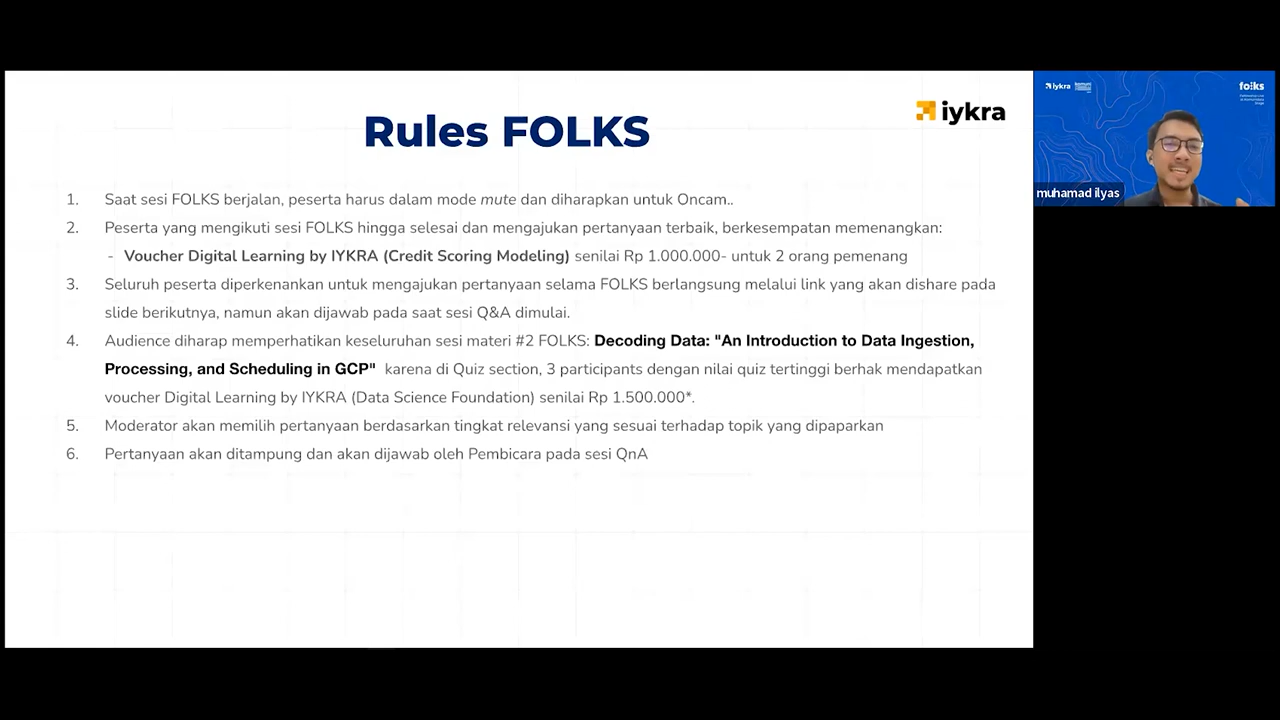 Rules FOLKS
iykra
1. Saat sesi FOLKS berjalan, peserta harus dalam mode mute dan diharapkan untuk Oncam..
2. Peserta yang mengikuti sesi FOLKS hingga selesai dan mengajukan pertanyaan terbaik, berkesempatan memenangkan:
- Voucher Digital Learning by IYKRA (Credit Scoring Modeling) senilai Rp 1.000.000- untuk 2 orang pemenang
3. Seluruh peserta diperkenankan untuk mengajukan pertanyaan selama FOLKS berlangsung melalui link yang akan dishare pada
slide berikutnya, namun akan dijawab pada saat sesi Q&A dimulai.
4. Audience diharap memperhatikan keseluruhan sesi materi #2 FOLKS: Decoding Data: "An Introduction to Data Ingestion,
Processing, and Scheduling in GCP" karena di Quiz section, 3 participants dengan nilai quiz tertinggi berhak mendapatkan
voucher Digital Learning by IYKRA (Data Science Foundation) senilai Rp 1.500.000*.
5. Moderator akan memilih pertanyaan berdasarkan tingkat relevansi yang sesuai terhadap topik yang dipaparkan
6. Pertanyaan akan ditampung dan akan dijawab oleh Pembicara pada sesi QnA
iykra
folks
muhamad ilyas